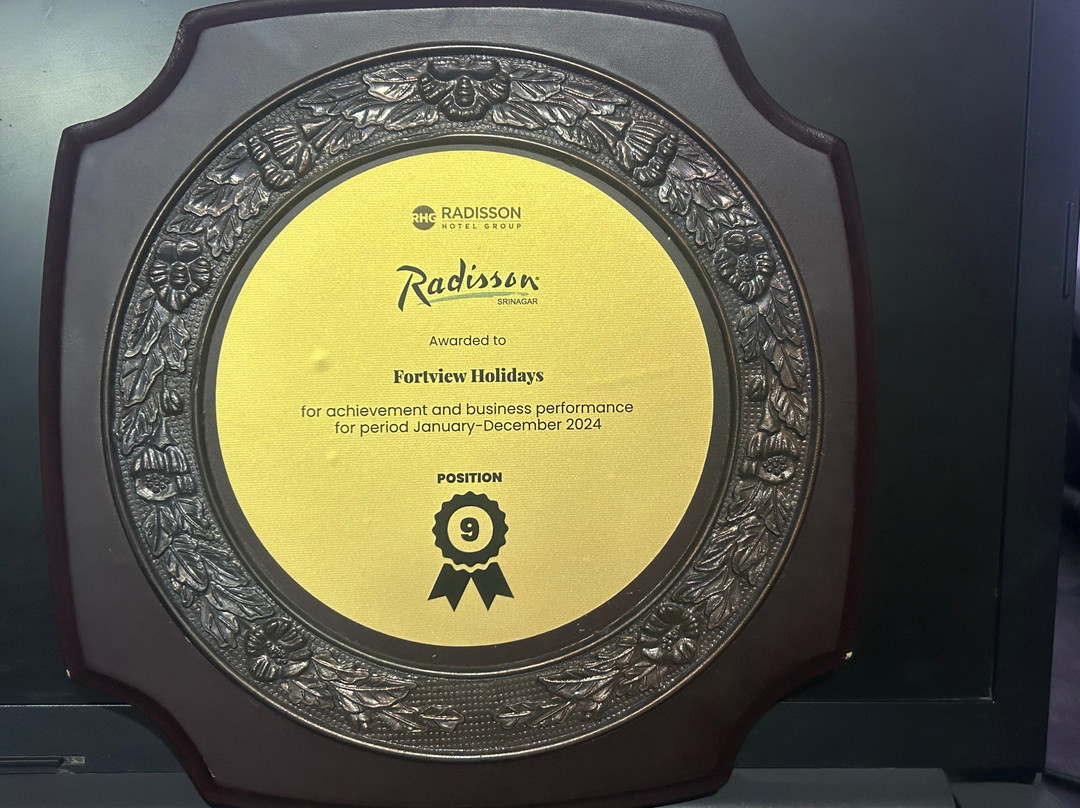 RHG RADISSON
HOTEL GROUP
Radisson
SRINAGAR
Awarded to
Fortview Holidays
for achievement and business performance
for period January-December 2024
POSITION
9